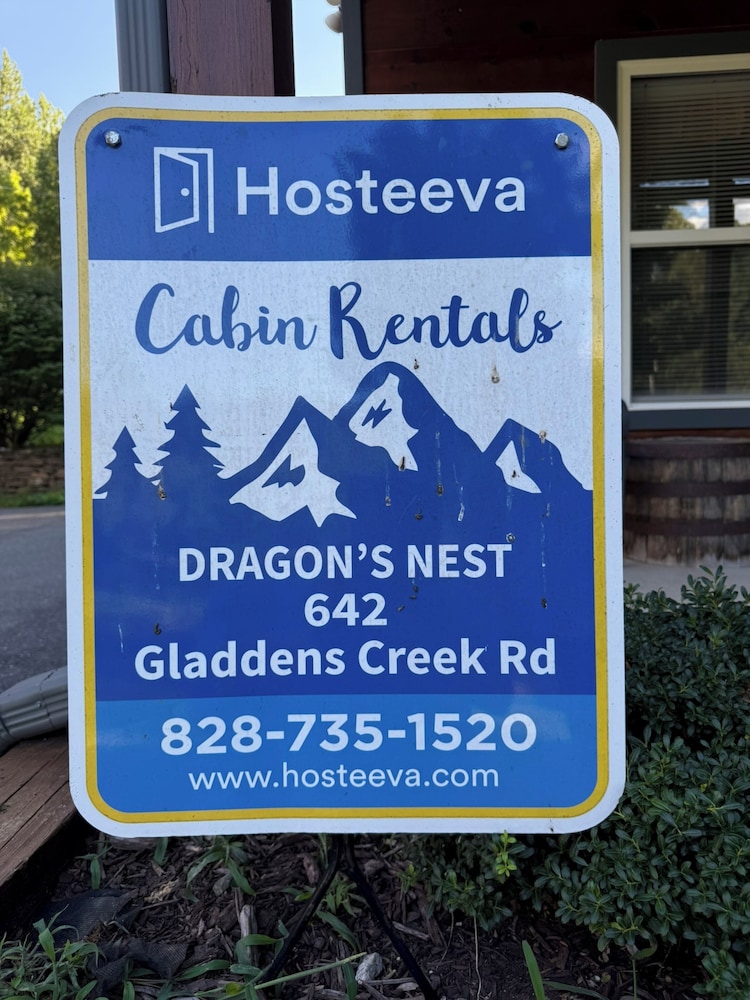 Hosteeva
Cabin Rentals
DRAGON'S NEST
642
Gladdens Creek Rd
828-735-1520
www.hosteeva.com